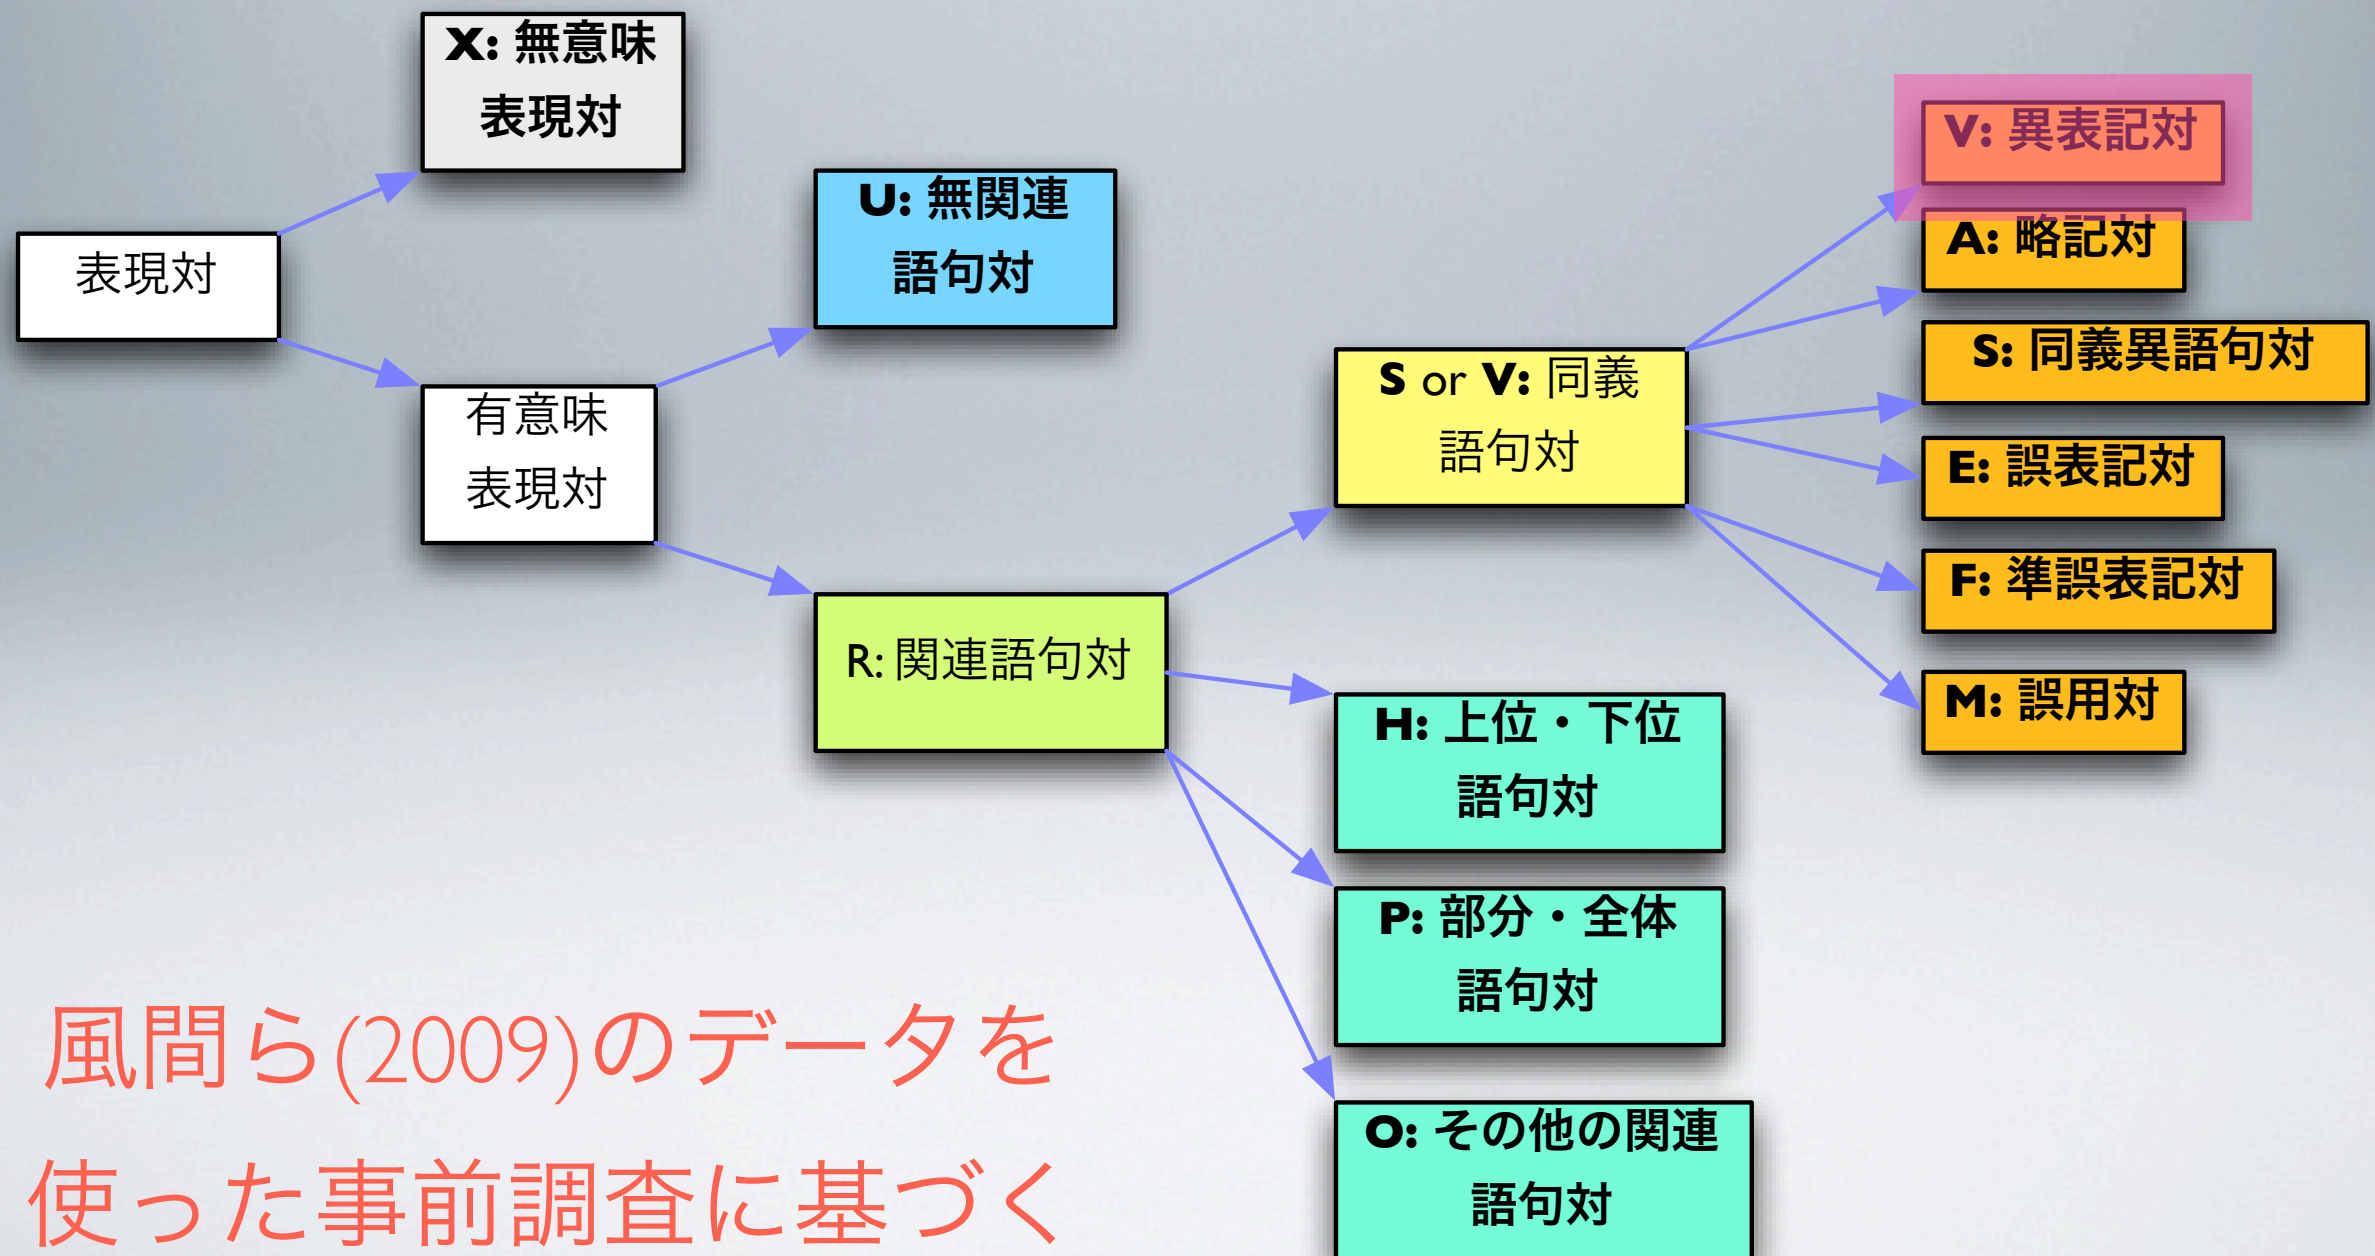 X: 無意味
表現対
表現対
有意味
表現対
U: 無関連
語句対
R: 関連語句対
S or V: 同義
語句対
H: 上位・下位
語句対
P: 部分・全体
語句対
O: その他の関連
語句対
V: 異表記対
A: 略記対
S: 同義異語句対
E: 誤表記対
F: 準誤表記対
M: 誤用対
風間ら(2009)のデータを
使った事前調査に基づく